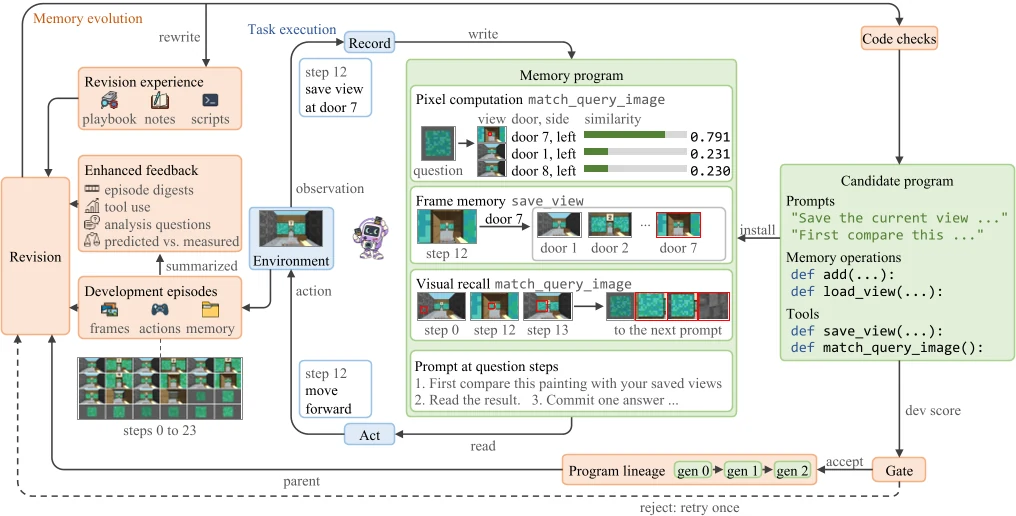 Memory evolution
rewrite
Revision experience
playbook notes scripts
Enhanced feedback
episode digests
tool use
analysis questions
predicted vs. measured
Revision
summarized
Development episodes
frames actions memory
steps 0 to 23
Task execution
Record
write
step 12
save view
at door 7
observation
Environment
action
step 12
move
forward
Act
read
Memory program
Pixel computation match_query_image
view door, side similarity
door 7, left 0.791
door 1, left 0.231
door 8, left 0.230
question
Frame memory save_view
door 7
step 12
door 1 door 2 ... door 7
Visual recall match_query_image
step 0 step 12 step 13 to the next prompt
Prompt at question steps
1. First compare this painting with your saved views
2. Read the result. 3. Commit one answer ...
Code checks
install
Candidate program
Prompts
"Save the current view ..."
"First compare this ..."
Memory operations
def add(...):
def load_view(...):
Tools
def save_view(...):
def match_query_image():
dev score
Gate
accept
Program lineage gen 0 gen 1 gen 2
parent
reject: retry once